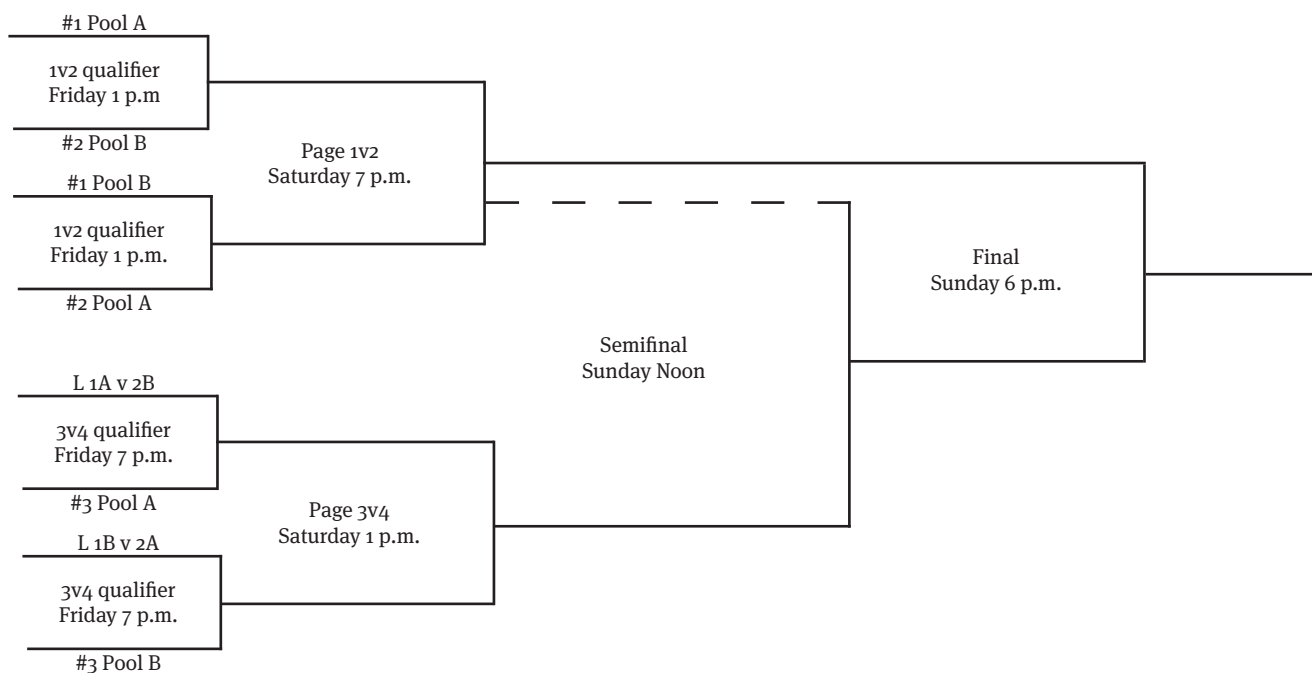 #1 Pool A
1v2 qualifier
Friday 1 p.m
#2 Pool B
#1 Pool B
1v2 qualifier
Friday 1 p.m.
#2 Pool A
L 1A v 2B
3v4 qualifier
Friday 7 p.m.
#3 Pool A
L 1B v 2A
3v4 qualifier
Friday 7 p.m.
#3 Pool B
Page 1v2
Saturday 7 p.m.
Page 3v4
Saturday 1 p.m.
Semifinal
Sunday Noon
Final
Sunday 6 p.m.